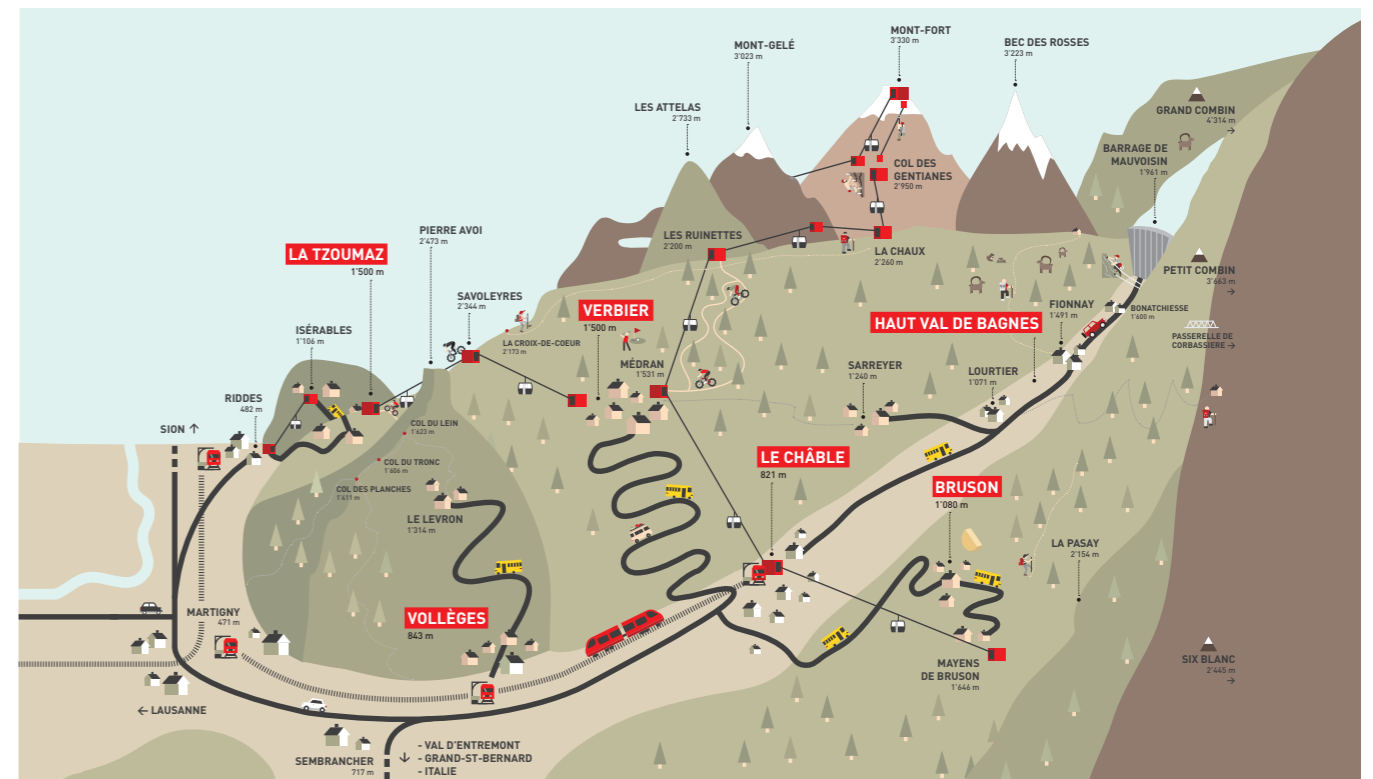 MONT-FORT
3'330 m
MONT-GELÉ
3'023 m
BEC DES ROSSES
3'223 m
LES ATTELAS
2'733 m
GRAND COMBIN
4'314 m
→
BARRAGE DE
MAUVOISIN
1'961 m
COL DES
GENTIANES
2'950 m
PIERRE AVOI
2'473 m
LES RUINETTES
2'200 m
LA CHAUX
2'260 m
LA TZOUMAZ
1'500 m
PETIT COMBIN
3'663 m
→
SAVOLEYRES
2'344 m
VERBIER
1'500 m
HAUT VAL DE BAGNES
FIONNAY
1'491 m
BONATCHIESSE
1'600 m
ISÉRABLES
1'106 m
LA CROIX-DE-COEUR
2'173 m
PASSERELLE DE
CORBASSIÈRE →
MÉDRAN
1'531 m
SARREYER
1'240 m
LOURTIER
1'071 m
RIDDES
482 m
SION ↑
COL DU LEIN
1'623 m
COL DU TRONC
1'606 m
COL DES PLANCHES
1'411 m
LE CHÂBLE
821 m
BRUSON
1'080 m
LE LEVRON
1'314 m
LA PASAY
2'154 m
MARTIGNY
471 m
VOLLÈGES
843 m
MAYENS
DE BRUSON
1'646 m
SIX BLANC
2'445 m
→
← LAUSANNE
SEMBRANCHER
717 m
↓
- VAL D'ENTREMONT
- GRAND-ST-BERNARD
- ITALIE